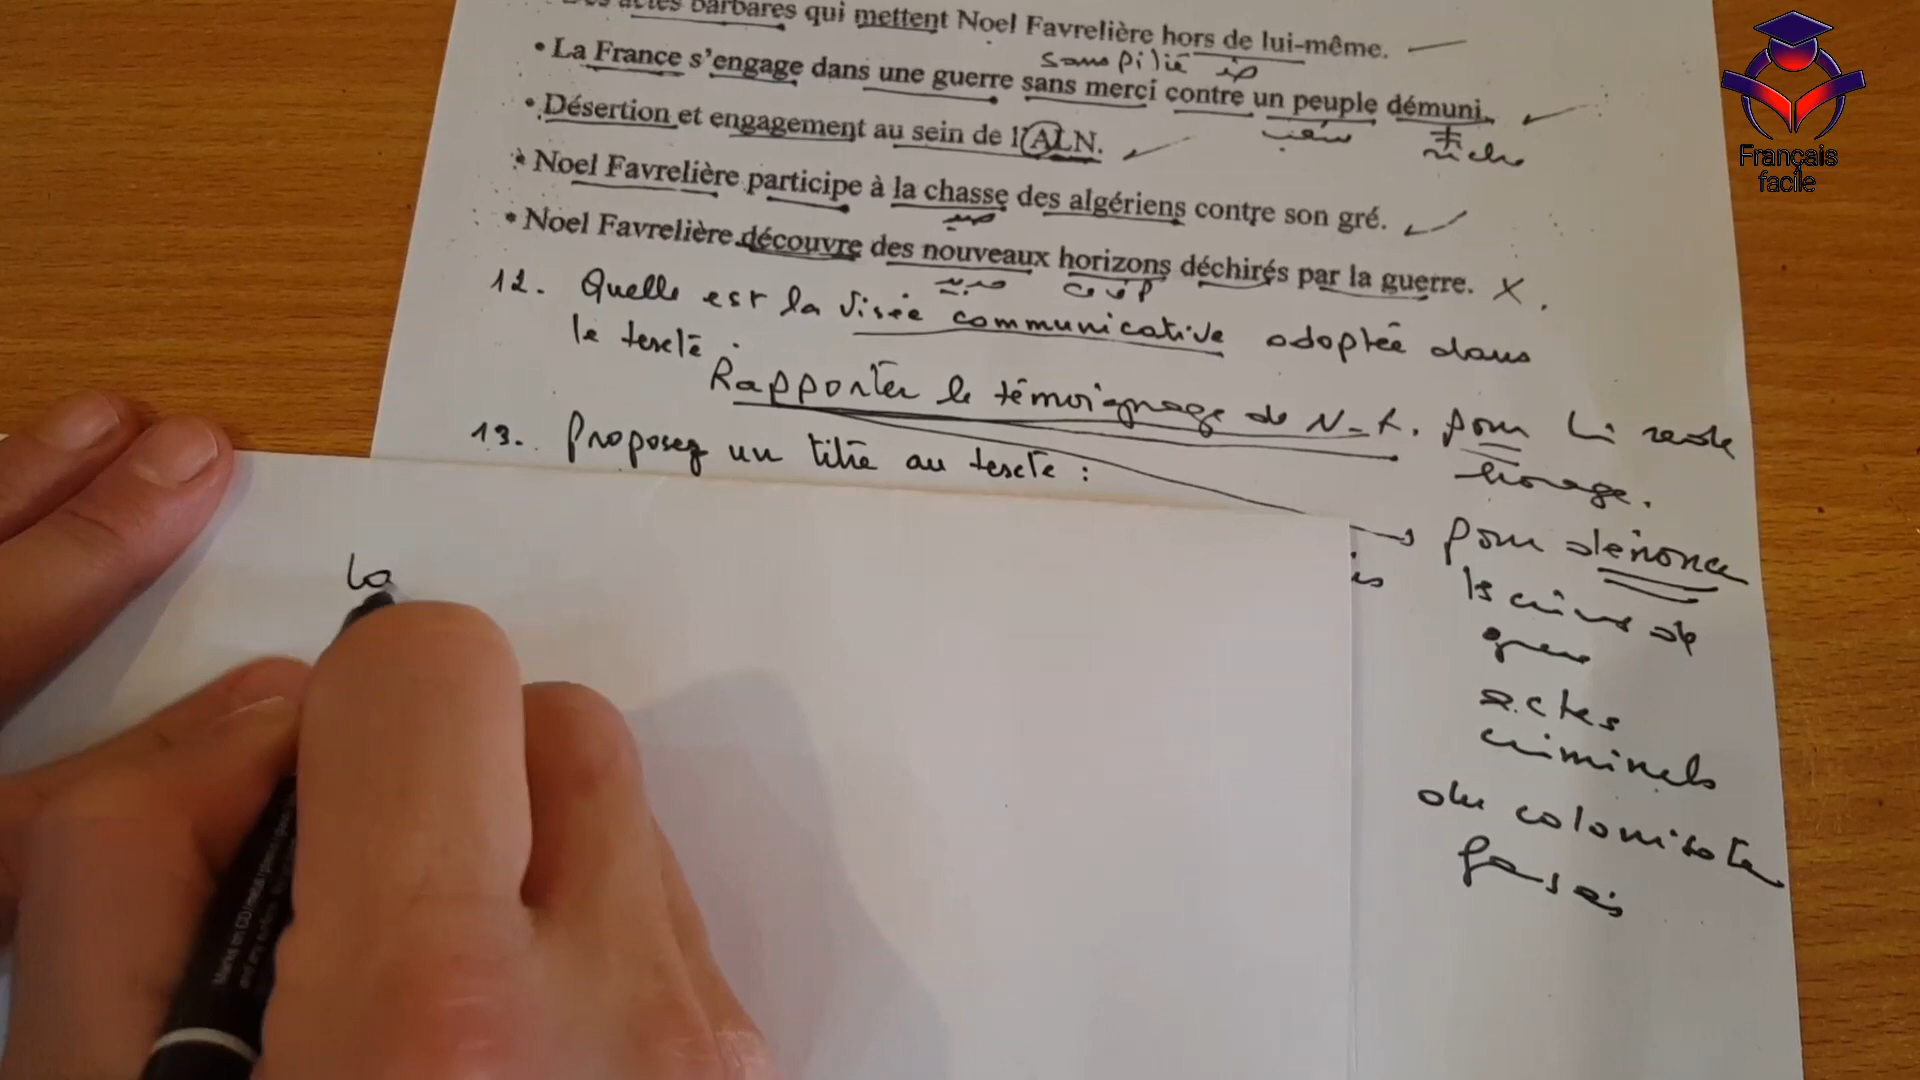 Des actes barbares qui mettent Noel Favrelière hors de lui-même.
sans pitié
• La France s'engage dans une guerre sans merci contre un peuple démuni.
• Désertion et engagement au sein de l'ALN.
≠ riche
• Noel Favrelière participe à la chasse des algériens contre son gré.
• Noel Favrelière découvre des nouveaux horizons déchirés par la guerre. X
12. Quelle est la visée communicative adoptée dans
le texte.
Rapporter le témoignage de N-F. pour lui rendre
homage.
13. Proposez un titre au texte :
pour dénoncer
les crimes de
guerre
actes
criminels
du colonisateur
français
La
Français
facile